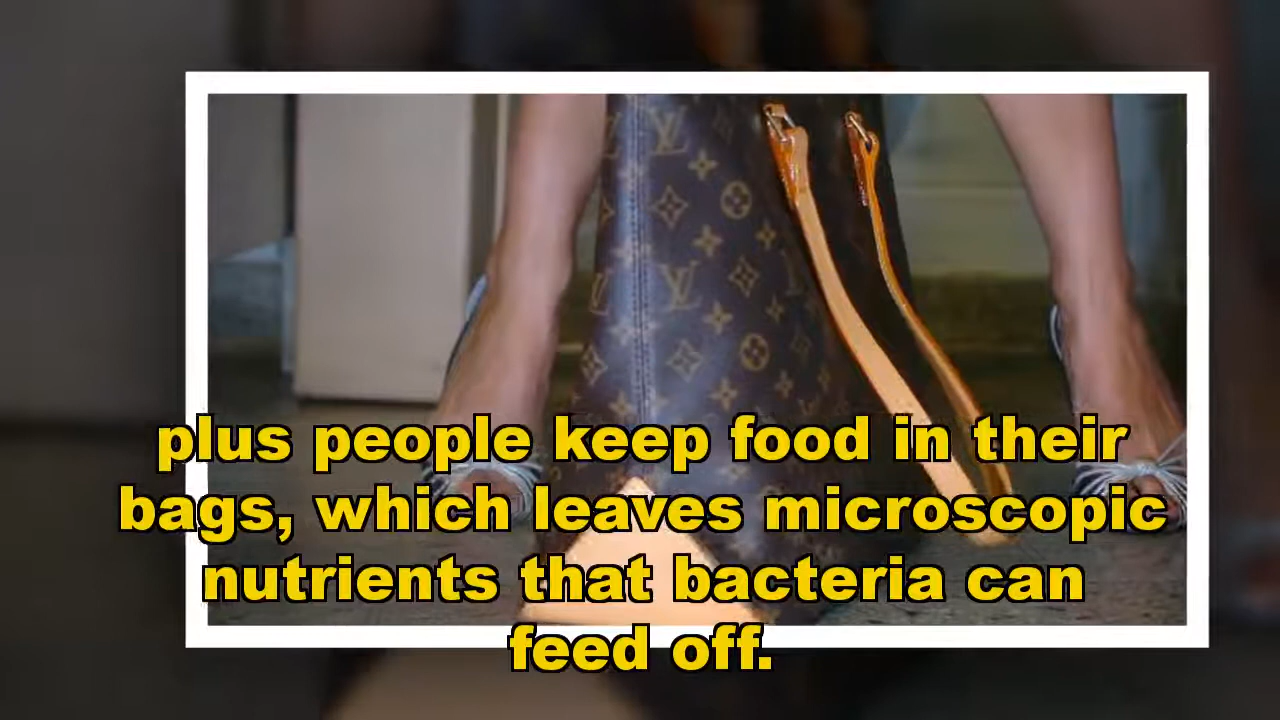 plus people keep food in their
bags, which leaves microscopic
nutrients that bacteria can
feed off.